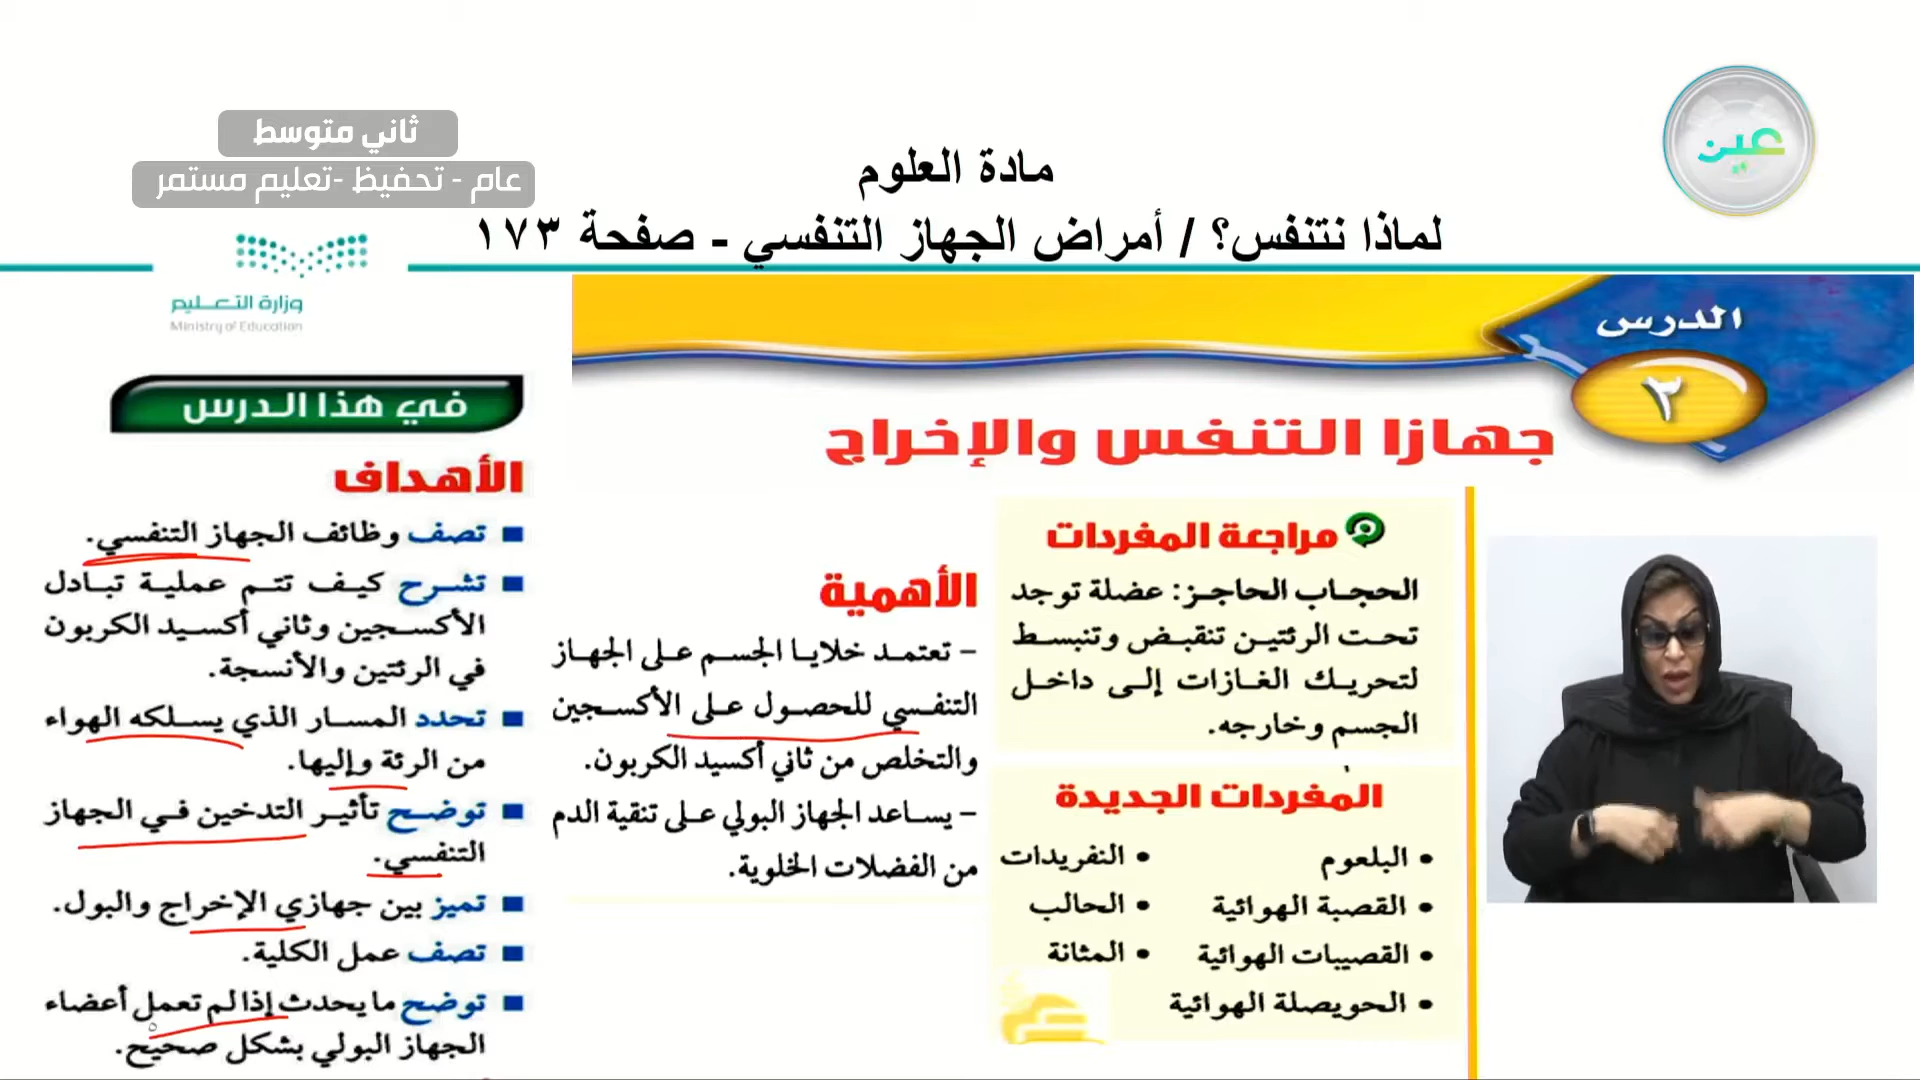 عين
ثاني متوسط
عام - تحفيظ -تعليم مستمر
مادة العلوم
لماذا نتنفس؟ / أمراض الجهاز التنفسي - صفحة ١٧٣
وزارة التعليم
Ministry of Education
الدرس
٢
جهازا التنفس والإخراج
مراجعة المفردات
الحجاب الحاجز: عضلة توجد
تحت الرئتين تنقبض وتنبسط
لتحريك الغازات إلى داخل
الجسم وخارجه.
المفردات الجديدة
• البلعوم
• القصبة الهوائية
• القصيبات الهوائية
• الحويصلة الهوائية
• النفريدات
• الحالب
• المثانة
الأهمية
– تعتمد خلايا الجسم على الجهاز
التنفسي للحصول على الأكسجين
والتخلص من ثاني أكسيد الكربون.
– يساعد الجهاز البولي على تنقية الدم
من الفضلات الخلوية.
في هذا الدرس
الأهداف
■ تصف وظائف الجهاز التنفسي.
■ تشرح كيف تتم عملية تبادل
الأكسجين وثاني أكسيد الكربون
في الرئتين والأنسجة.
■ تحدد المسار الذي يسلكه الهواء
من الرئة وإليها.
■ توضح تأثير التدخين في الجهاز
التنفسي.
■ تميز بين جهازي الإخراج والبول.
■ تصف عمل الكلية.
■ توضح ما يحدث إذا لم تعمل أعضاء
الجهاز البولي بشكل صحيح.